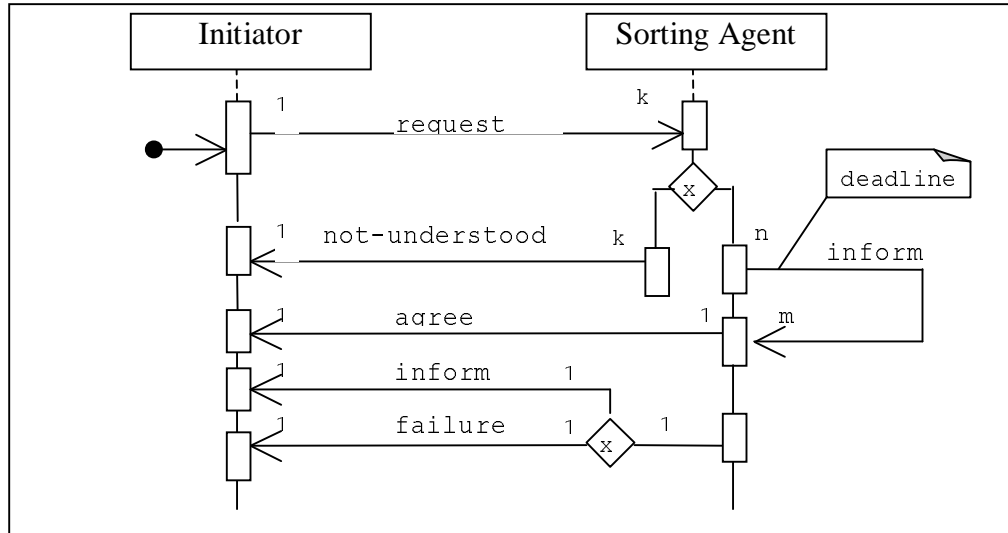 Initiator
Sorting Agent
1
k
request
x
deadline
1
not-understood
k
n
inform
1
agree
1
m
1
inform
1
1
failure
1
1
x